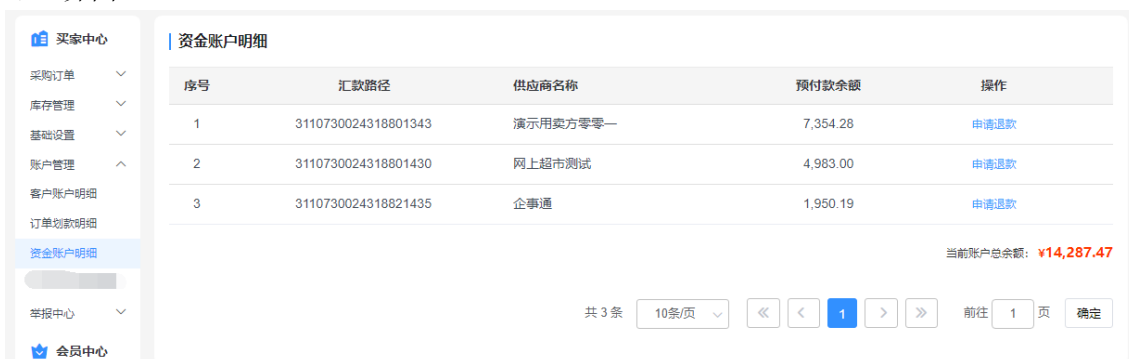 买家中心
采购订单
库存管理
基础设置
账户管理
客户账户明细
订单划款明细
资金账户明细
举报中心
会员中心
资金账户明细
序号 汇款路径 供应商名称 预付款余额 操作
1 3110730024318801343 演示用卖方零零一 7,354.28 申请退款
2 3110730024318801430 网上超市测试 4,983.00 申请退款
3 3110730024318821435 企事通 1,950.19 申请退款
当前账户总余额: ¥14,287.47
共 3 条 10条/页 1 前往 1 页 确定